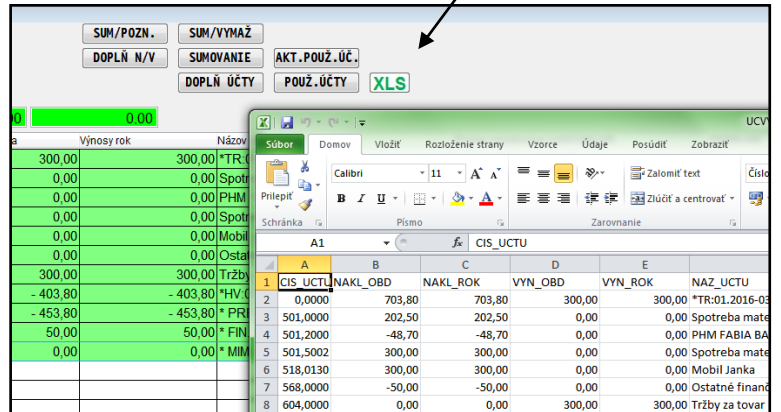 SUM/POZN. SUM/VYMAŽ
DOPLŇ N/V SUMOVANIE AKT.POUŽ.ÚČ.
DOPLŇ ÚČTY POUŽ.ÚČTY XLS
0 0.00
a Výnosy rok Názov
300,00 300,00 *TR:0
0,00 0,00 Spotr
0,00 0,00 PHM
0,00 0,00 Spotr
0,00 0,00 Mobil
0,00 0,00 Ostat
300,00 300,00 Tržby
- 403,80 - 403,80 *HV:0
- 453,80 - 453,80 * PRE
50,00 50,00 * FIN.
0,00 0,00 * MIM
UCVY
Súbor Domov Vložiť Rozloženie strany Vzorce Údaje Posúdiť Zobraziť
Prilepiť Calibri 11 A A Zalomiť text Číslo
B I U A Zlúčiť a centrovať
Schránka Písmo Zarovnanie
A1 fx CIS_UCTU
A B C D E
1 CIS_UCTU NAKL_OBD NAKL_ROK VYN_OBD VYN_ROK NAZ_UCTU
2 0,0000 703,80 703,80 300,00 300,00 *TR:01.2016-03
3 501,0000 202,50 202,50 0,00 0,00 Spotreba mate
4 501,2000 -48,70 -48,70 0,00 0,00 PHM FABIA BA
5 501,5002 300,00 300,00 0,00 0,00 Spotreba mate
6 518,0130 300,00 300,00 0,00 0,00 Mobil Janka
7 568,0000 -50,00 -50,00 0,00 0,00 Ostatné finanč
8 604,0000 0,00 0,00 300,00 300,00 Tržby za tovar